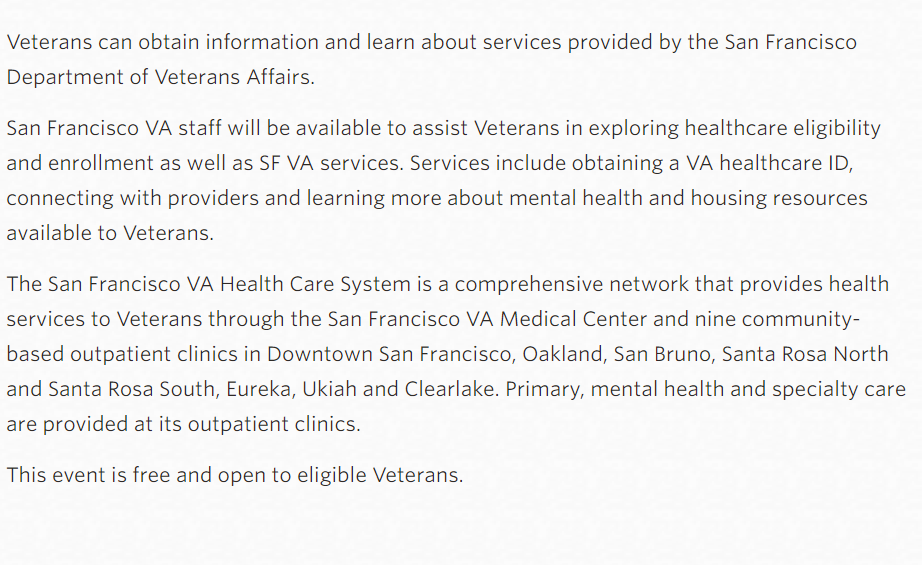 Veterans can obtain information and learn about services provided by the San Francisco
Department of Veterans Affairs.
San Francisco VA staff will be available to assist Veterans in exploring healthcare eligibility
and enrollment as well as SF VA services. Services include obtaining a VA healthcare ID,
connecting with providers and learning more about mental health and housing resources
available to Veterans.
The San Francisco VA Health Care System is a comprehensive network that provides health
services to Veterans through the San Francisco VA Medical Center and nine community-
based outpatient clinics in Downtown San Francisco, Oakland, San Bruno, Santa Rosa North
and Santa Rosa South, Eureka, Ukiah and Clearlake. Primary, mental health and specialty care
are provided at its outpatient clinics.
This event is free and open to eligible Veterans.